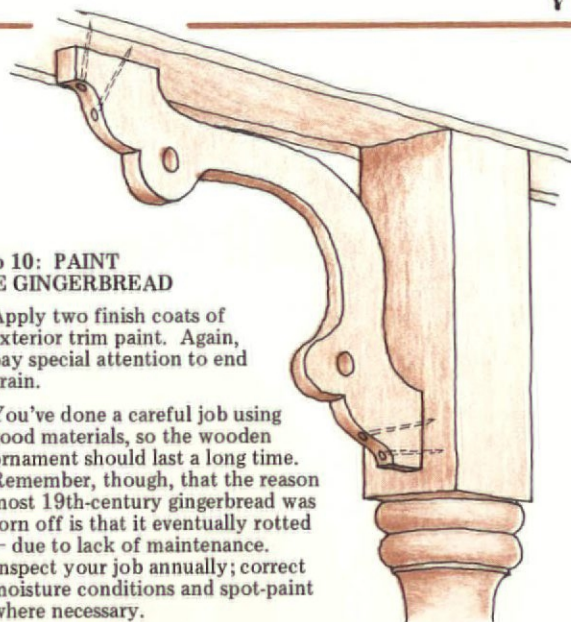 10: PAINT
E GINGERBREAD
Apply two finish coats of
xterior trim paint. Again,
ay special attention to end
rain.
You've done a careful job using
ood materials, so the wooden
ornament should last a long time.
Remember, though, that the reason
most 19th-century gingerbread was
orn off is that it eventually rotted
– due to lack of maintenance.
nspect your job annually; correct
moisture conditions and spot-paint
where necessary.